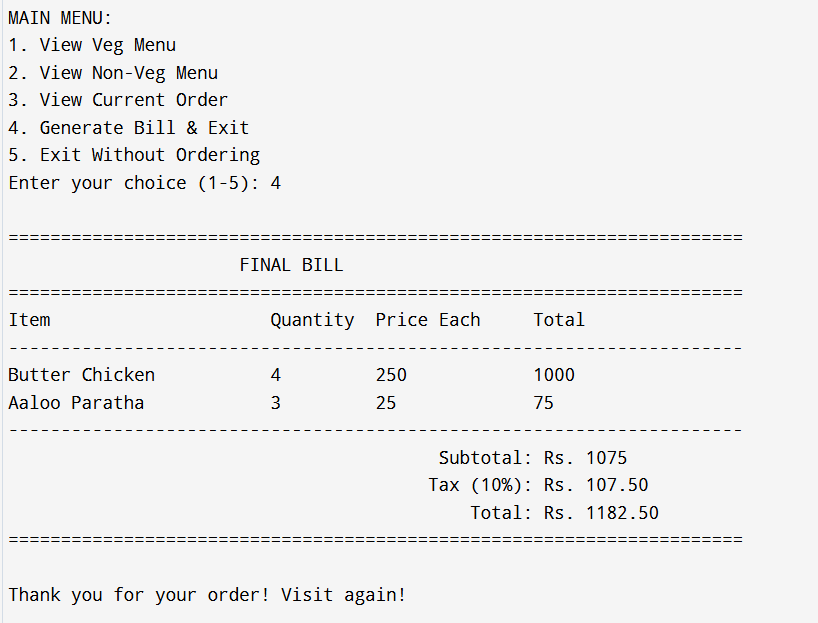 MAIN MENU:
1. View Veg Menu
2. View Non-Veg Menu
3. View Current Order
4. Generate Bill & Exit
5. Exit Without Ordering
Enter your choice (1-5): 4
======================================================================
                      FINAL BILL
======================================================================
Item                     Quantity  Price Each     Total
----------------------------------------------------------------------
Butter Chicken           4         250            1000
Aaloo Paratha            3         25             75
----------------------------------------------------------------------
                                         Subtotal: Rs. 1075
                                        Tax (10%): Rs. 107.50
                                            Total: Rs. 1182.50
======================================================================
Thank you for your order! Visit again!